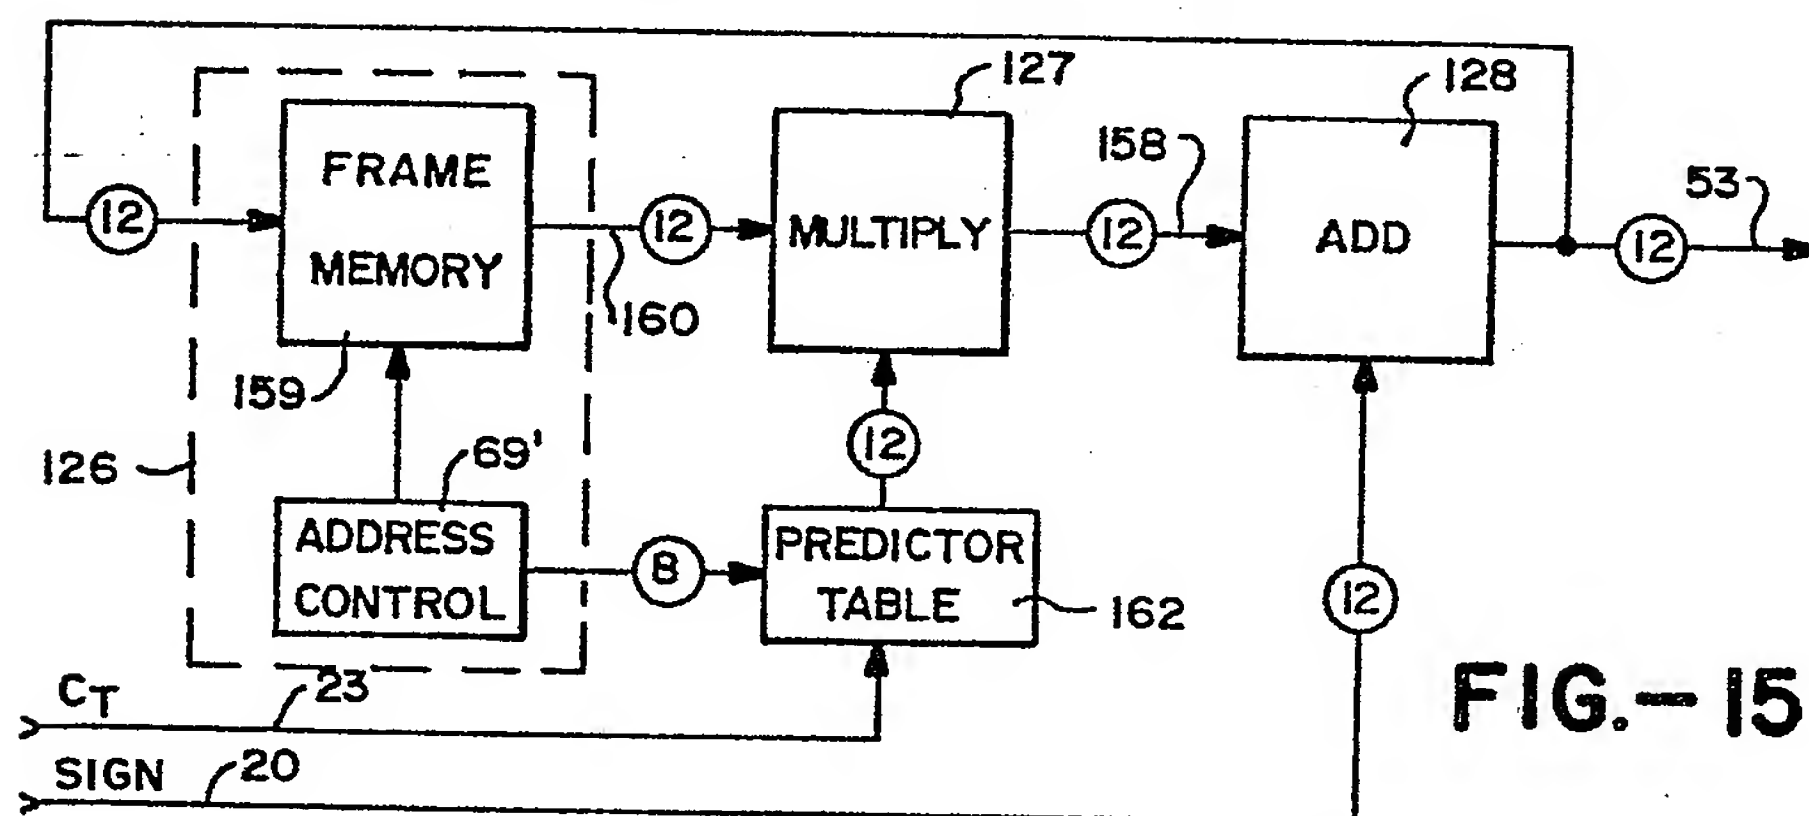 127
128
FRAME
MEMORY
12
12
MULTIPLY
158
12
ADD
12
53
160
159
126
69'
12
ADDRESS
CONTROL
8
PREDICTOR
TABLE
162
12
CT
23
SIGN
20
FIG.-15